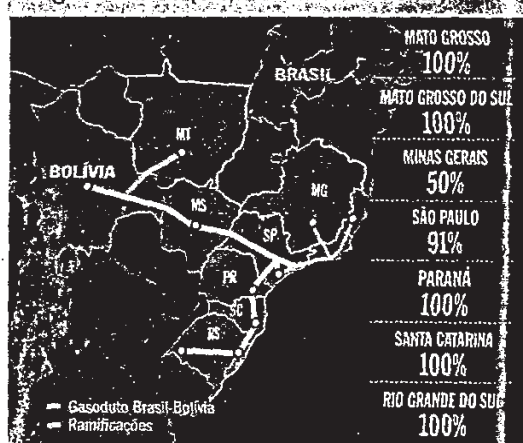 BRASIL
BOLÍVIA
MT
MS
MG
SP
PR
SC
RS
Gasoduto Brasil-Bolívia
Ramificações
MATO GROSSO
100%
MATO GROSSO DO SUL
100%
MINAS GERAIS
50%
SÃO PAULO
91%
PARANÁ
100%
SANTA CATARINA
100%
RIO GRANDE DO SUL
100%